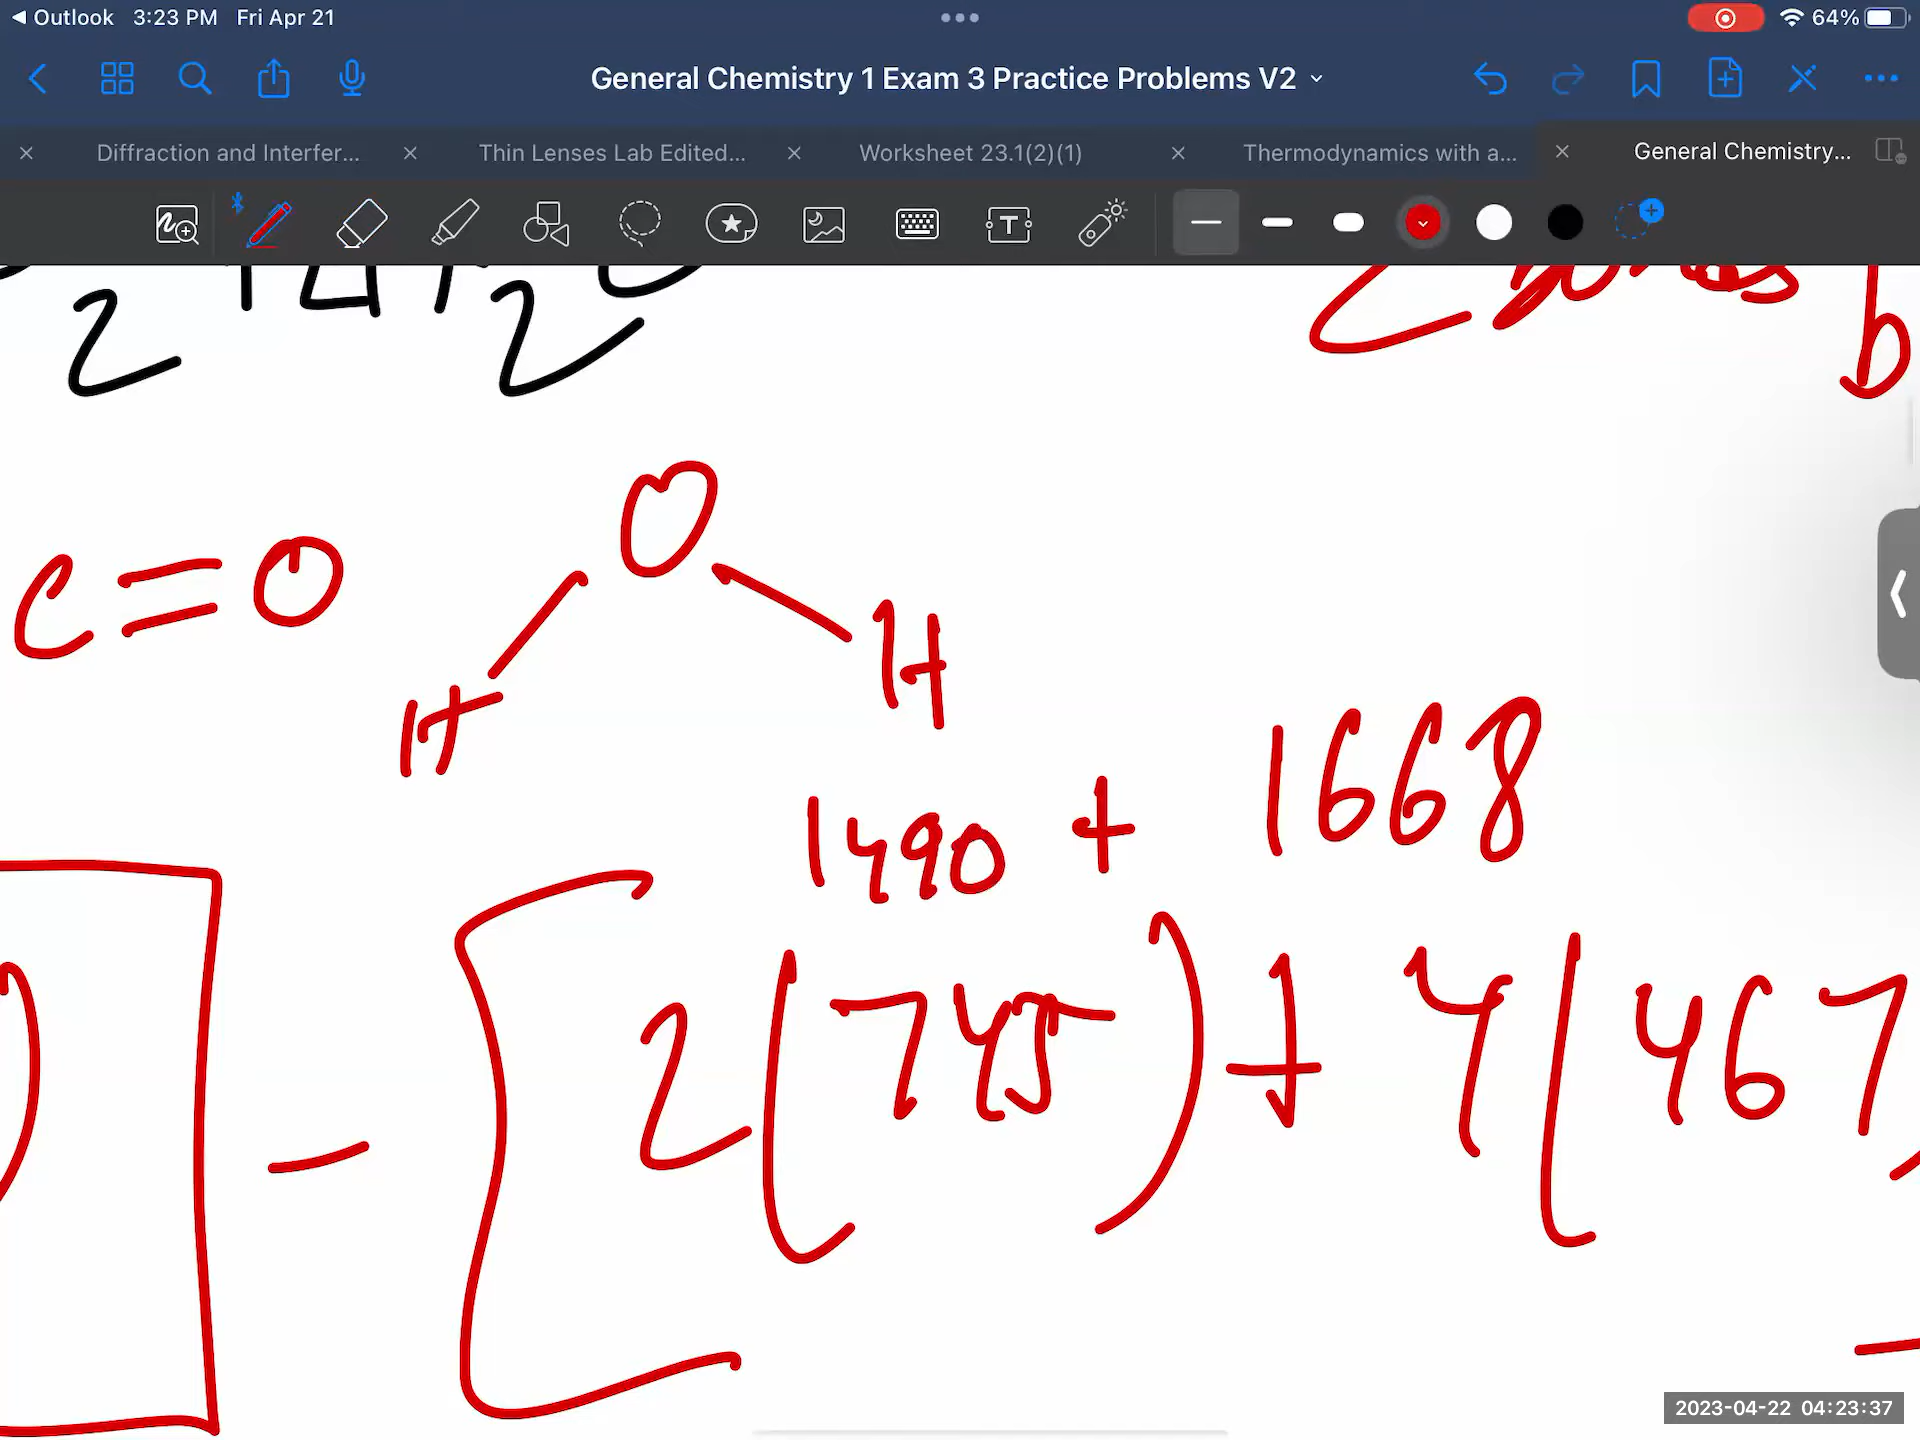 Outlook 3:23 PM Fri Apr 21 64%
General Chemistry 1 Exam 3 Practice Problems V2
Diffraction and Interfer... Thin Lenses Lab Edited... Worksheet 23.1(2)(1) Thermodynamics with a... General Chemistry...
T
2 2
C=O
O
H H
1490 + 1668
- [2(745) + 4(467
2023-04-22 04:23:37